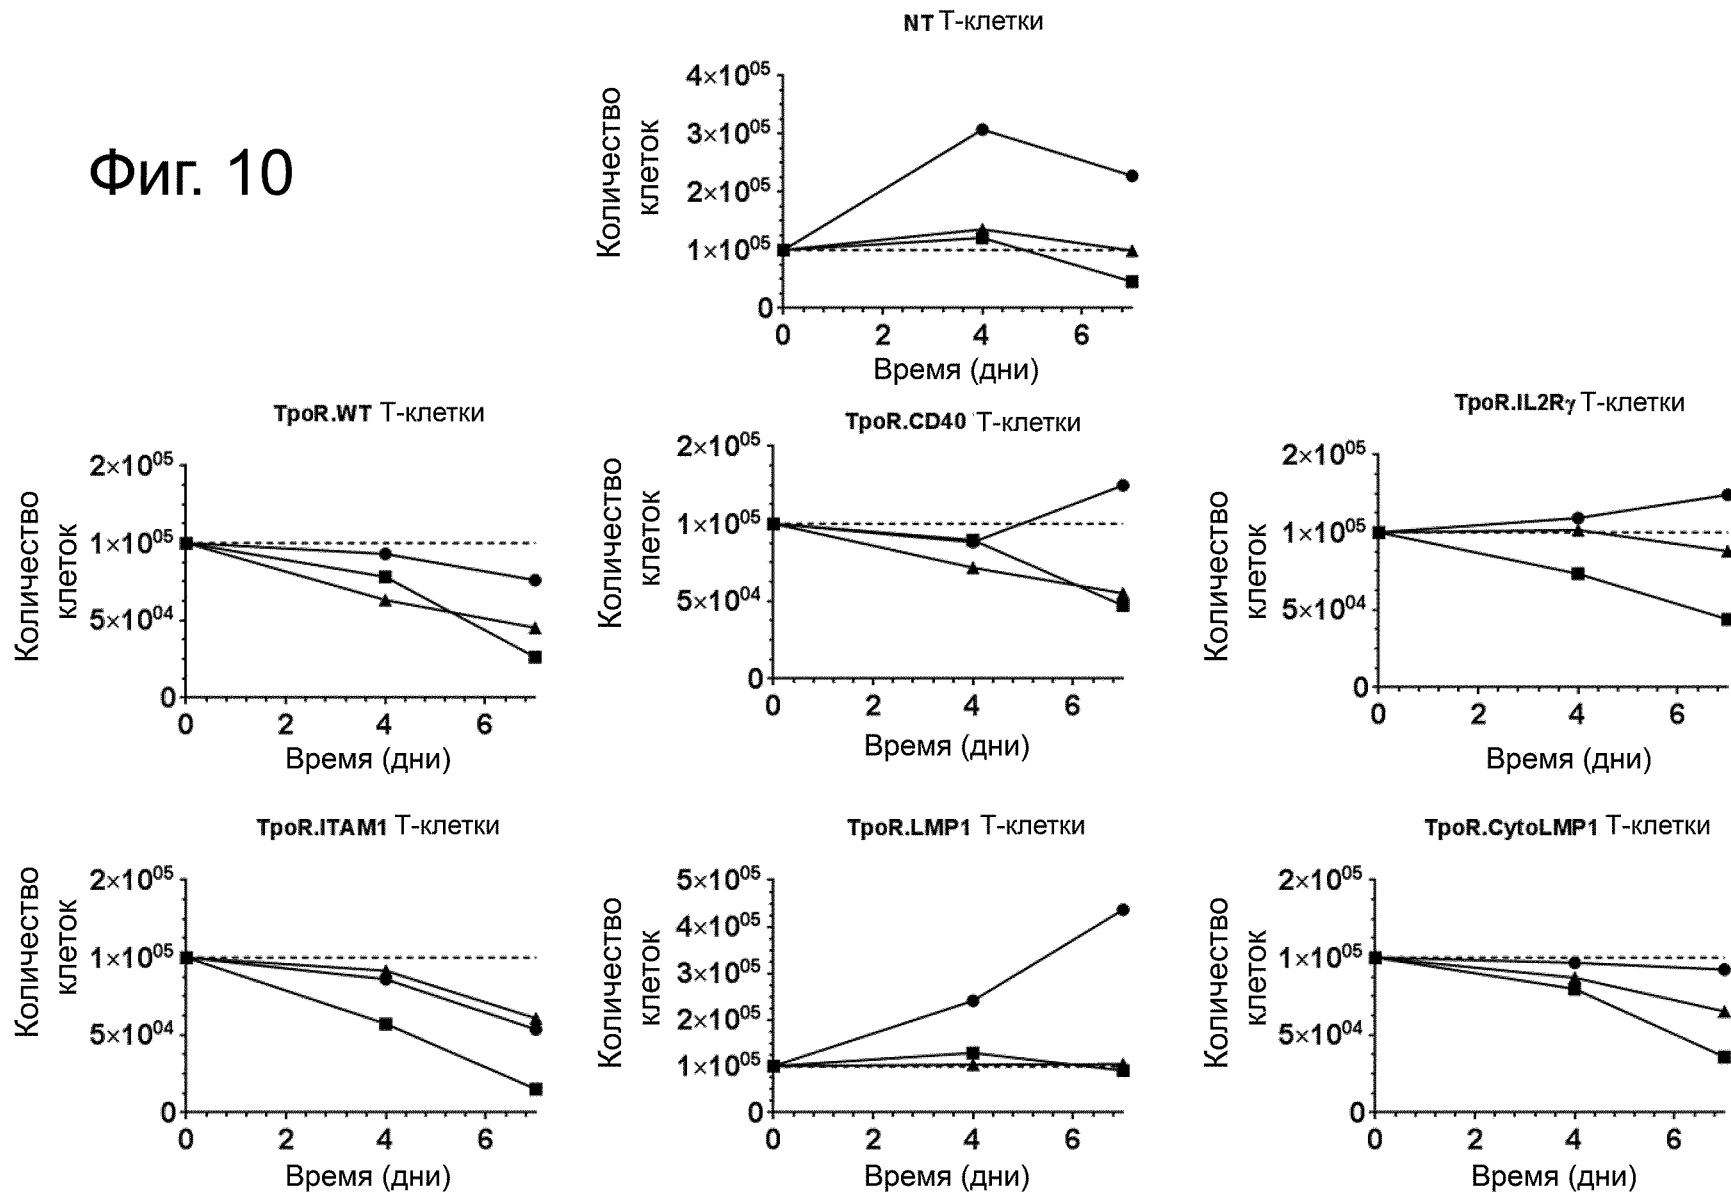 NT Т-клетки
Фиг. 10
Количество
клеток
4×10⁰⁵
3×10⁰⁵
2×10⁰⁵
1×10⁰⁵
0
0 2 4 6
Время (дни)
TpoR.WT Т-клетки
Количество
клеток
2×10⁰⁵
1×10⁰⁵
5×10⁰⁴
0
0 2 4 6
Время (дни)
TpoR.CD40 Т-клетки
Количество
клеток
2×10⁰⁵
1×10⁰⁵
5×10⁰⁴
0
0 2 4 6
Время (дни)
TpoR.IL2Rγ Т-клетки
Количество
клеток
2×10⁰⁵
1×10⁰⁵
5×10⁰⁴
0
0 2 4 6
Время (дни)
TpoR.ITAM1 Т-клетки
Количество
клеток
2×10⁰⁵
1×10⁰⁵
5×10⁰⁴
0
0 2 4 6
Время (дни)
TpoR.LMP1 Т-клетки
Количество
клеток
5×10⁰⁵
4×10⁰⁵
3×10⁰⁵
2×10⁰⁵
1×10⁰⁵
0
0 2 4 6
Время (дни)
TpoR.CytoLMP1 Т-клетки
Количество
клеток
2×10⁰⁵
1×10⁰⁵
5×10⁰⁴
0
0 2 4 6
Время (дни)